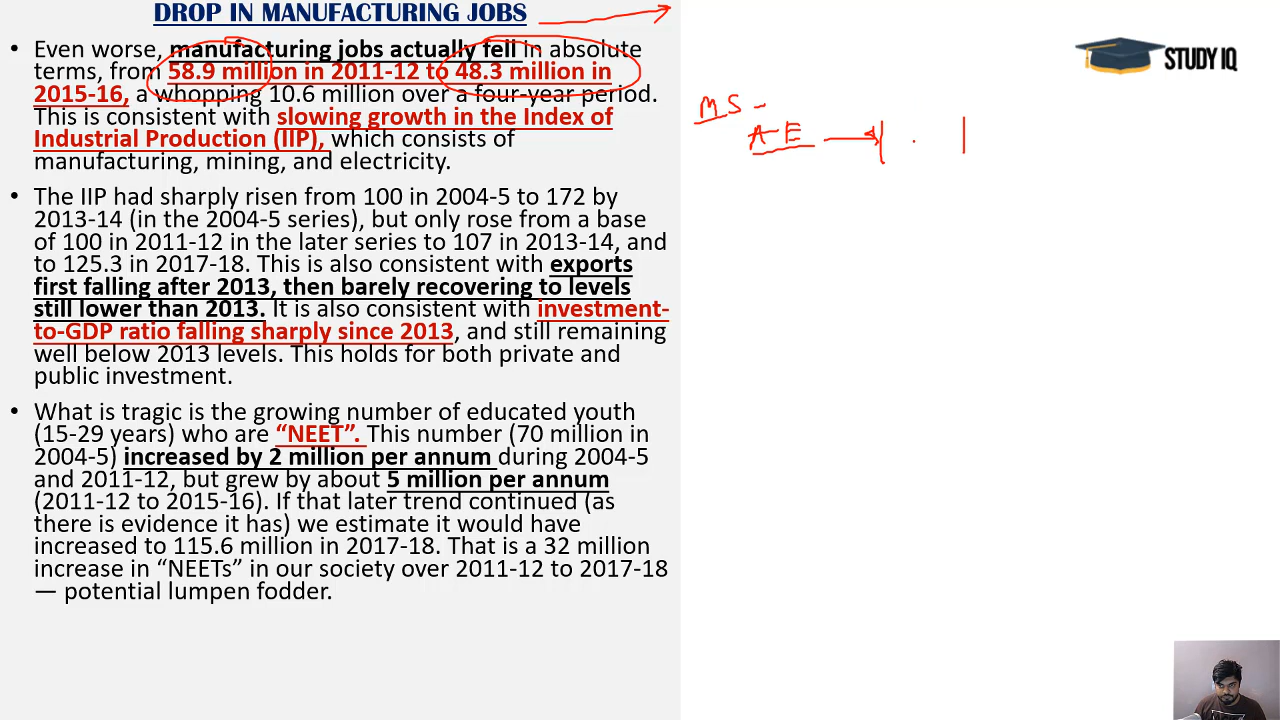 DROP IN MANUFACTURING JOBS
• Even worse, manufacturing jobs actually fell in absolute
terms, from 58.9 million in 2011-12 to 48.3 million in
2015-16, a whopping 10.6 million over a four-year period.
This is consistent with slowing growth in the Index of
Industrial Production (IIP), which consists of
manufacturing, mining, and electricity.
• The IIP had sharply risen from 100 in 2004-5 to 172 by
2013-14 (in the 2004-5 series), but only rose from a base
of 100 in 2011-12 in the later series to 107 in 2013-14, and
to 125.3 in 2017-18. This is also consistent with exports
first falling after 2013, then barely recovering to levels
still lower than 2013. It is also consistent with investment-
to-GDP ratio falling sharply since 2013, and still remaining
well below 2013 levels. This holds for both private and
public investment.
• What is tragic is the growing number of educated youth
(15-29 years) who are “NEET”. This number (70 million in
2004-5) increased by 2 million per annum during 2004-5
and 2011-12, but grew by about 5 million per annum
(2011-12 to 2015-16). If that later trend continued (as
there is evidence it has) we estimate it would have
increased to 115.6 million in 2017-18. That is a 32 million
increase in “NEETs” in our society over 2011-12 to 2017-18
— potential lumpen fodder.
STUDY IQ
MS -
AE